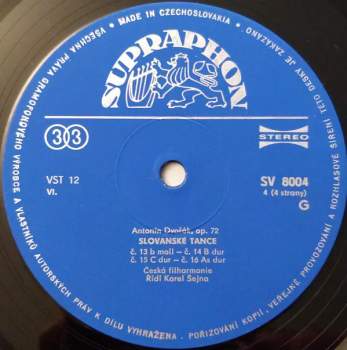 VŠECHNA PRÁVA GRAMOFONOVÉHO VÝROBCE A VLASTNÍKŮ AUTORSKÝCH PRÁV K DÍLU VYHRAŽENA. POŘIZOVÁNÍ KOPIÍ, VEŘEJNÉ PROVOZOVÁNÍ A ROZHLASOVÉ ŠÍŘENÍ TÉTO DESKY JE ZAKÁZÁNO.
• MADE IN CZECHOSLOVAKIA •
SUPRAPHON
33
STEREO
VST 12
VI.
SV 8004
4 (4 strany)
G
Antonín Dvořák, op. 72
SLOVANSKÉ TANCE
č. 13 b moll – č. 14 B dur
č. 15 C dur – č. 16 As dur
Česká filharmonie
Řídí Karel Šejna